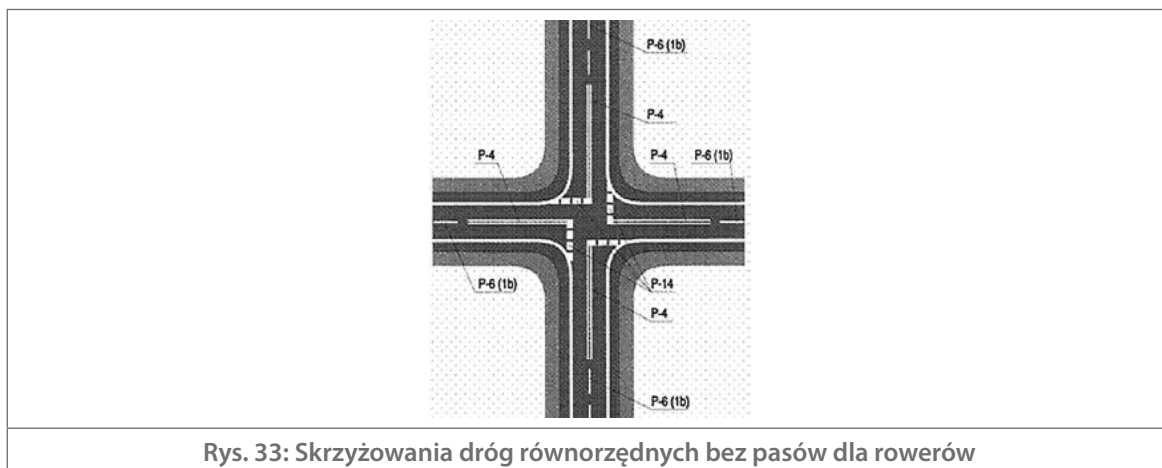 P-6 (1b)
P-4
P-4
P-4 P-6 (1b)
P-6 (1b)
P-14
P-4
P-6 (1b)
Rys. 33: Skrzyżowania dróg równorzędnych bez pasów dla rowerów